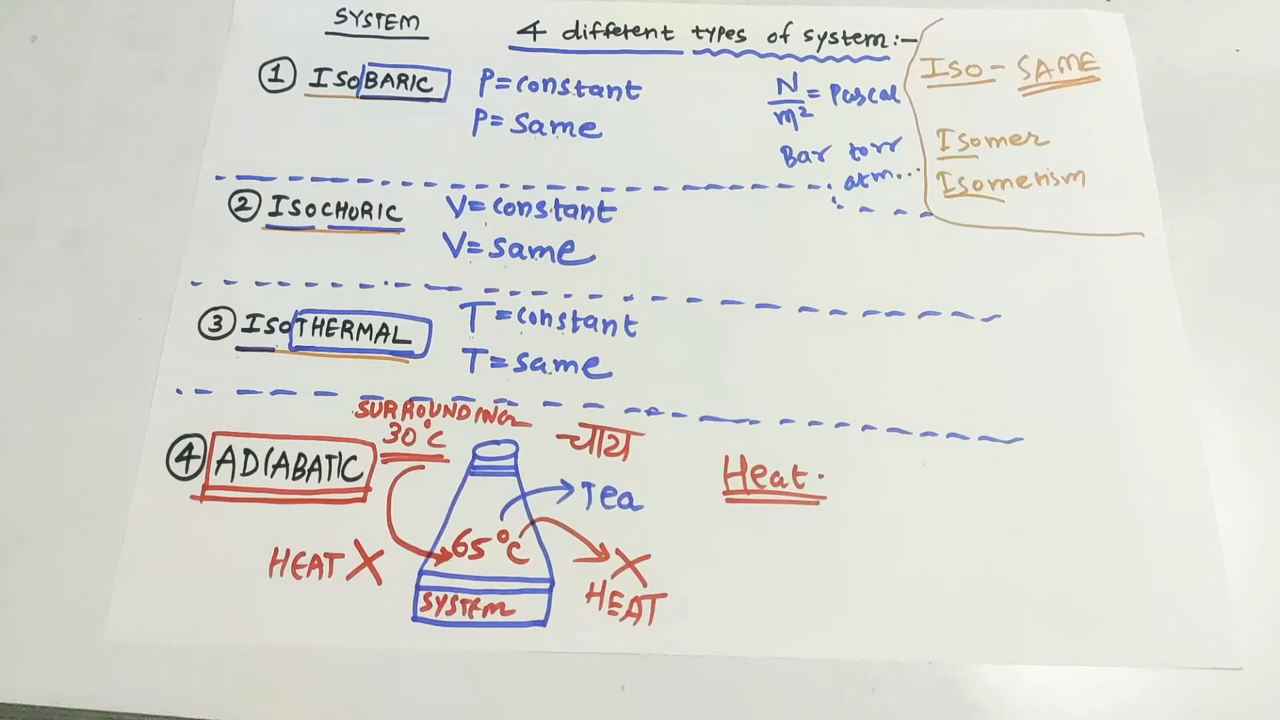 SYSTEM
4 different types of system:-
① ISOBARIC
P=constant
P=Same
N/m² = Pascal
Bar torr
atm...
ISO - SAME
Isomer
Isomerism
② ISOCHORIC
V=constant
V=same
③ ISOTHERMAL
T=constant
T=same
④ ADIABATIC
SURROUNDING
30°C
चाय
Tea
Heat.
65°C
HEAT X
X
HEAT
SYSTEM